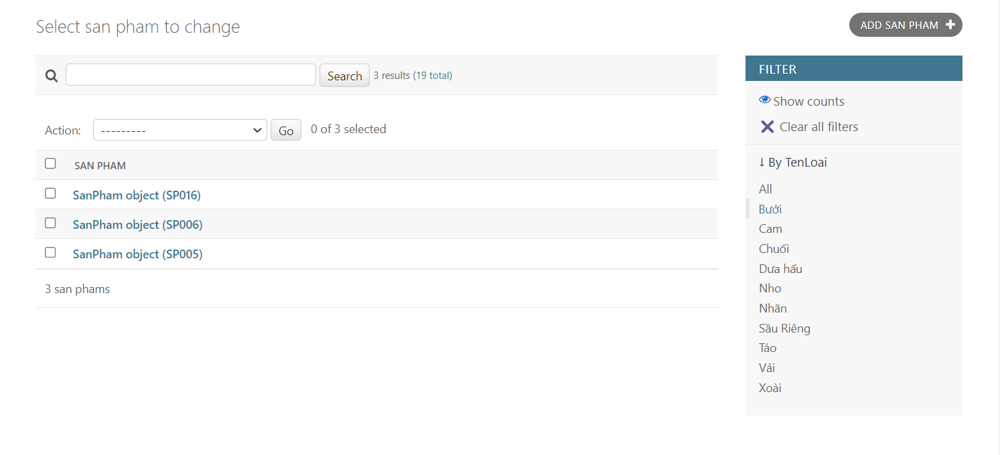 Select san pham to change
ADD SAN PHAM
Search 3 results (19 total)
Action: --------- Go 0 of 3 selected
SAN PHAM
SanPham object (SP016)
SanPham object (SP006)
SanPham object (SP005)
3 san phams
FILTER
Show counts
Clear all filters
↓ By TenLoai
All
Bưởi
Cam
Chuối
Dưa hấu
Nho
Nhãn
Sầu Riêng
Táo
Vải
Xoài